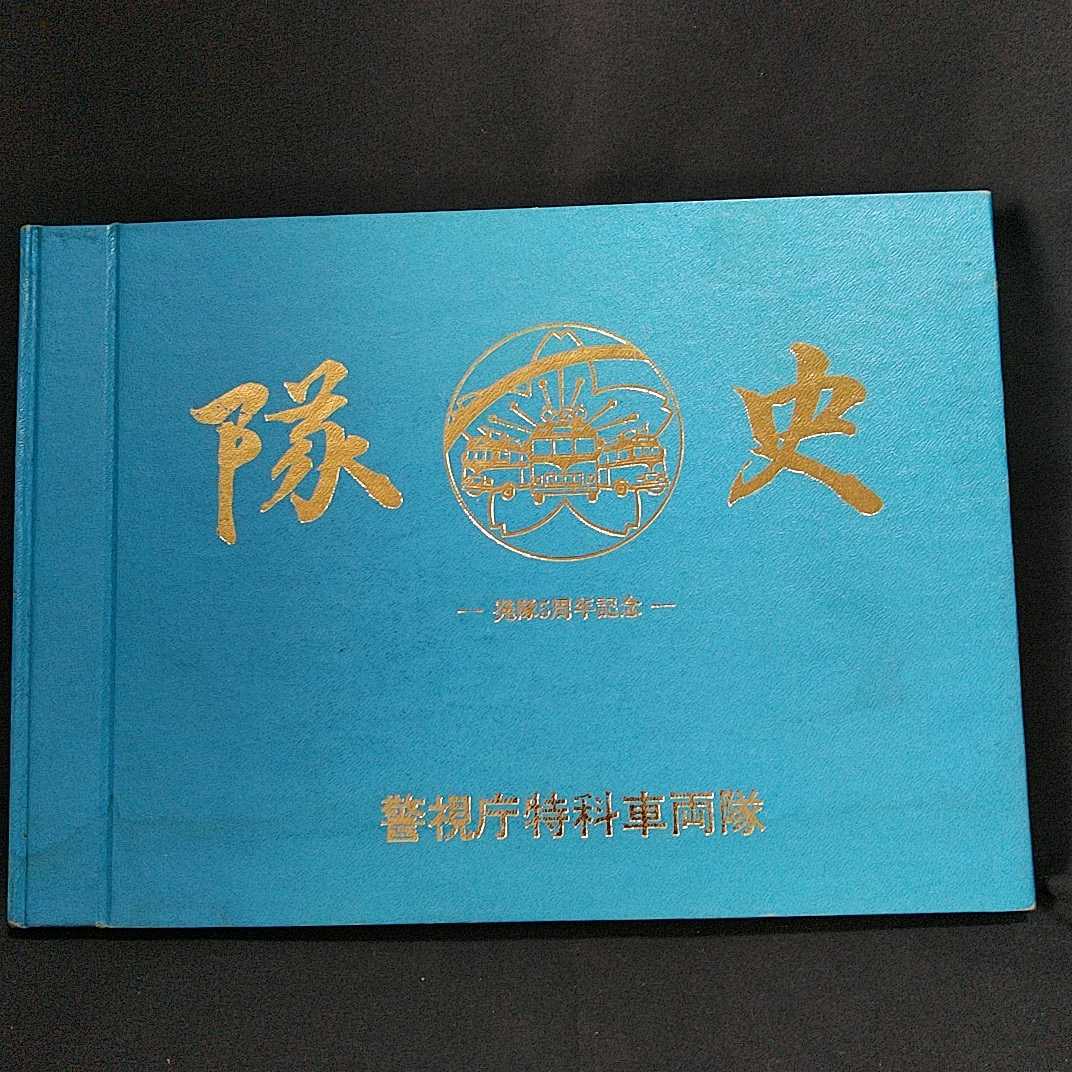 隊史
— 発隊5周年記念 —
警視庁特科車両隊